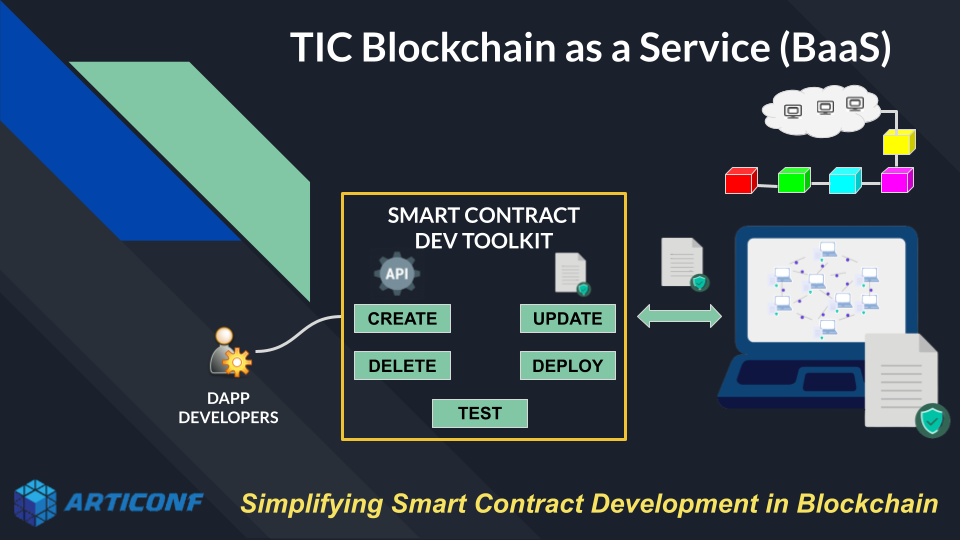 TIC Blockchain as a Service (BaaS)
SMART CONTRACT
DEV TOOLKIT
API
CREATE
UPDATE
DELETE
DEPLOY
TEST
DAPP
DEVELOPERS
ARTICONF
Simplifying Smart Contract Development in Blockchain